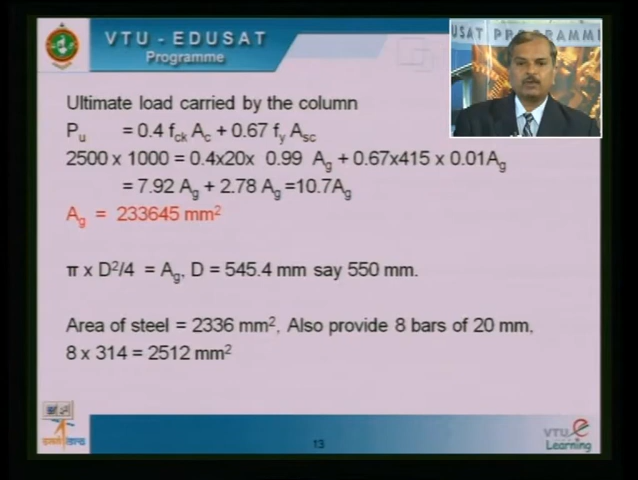 VTU - EDUSAT
Programme
USAT PROGRAMME
Ultimate load carried by the column
Pu = 0.4 fck Ac + 0.67 fy Asc
2500 x 1000 = 0.4x20x 0.99 Ag + 0.67x415 x 0.01Ag
= 7.92 Ag + 2.78 Ag =10.7Ag
Ag = 233645 mm²
π x D²/4 = Ag, D = 545.4 mm say 550 mm.
Area of steel = 2336 mm², Also provide 8 bars of 20 mm,
8 x 314 = 2512 mm²
13
VTU e
Learning